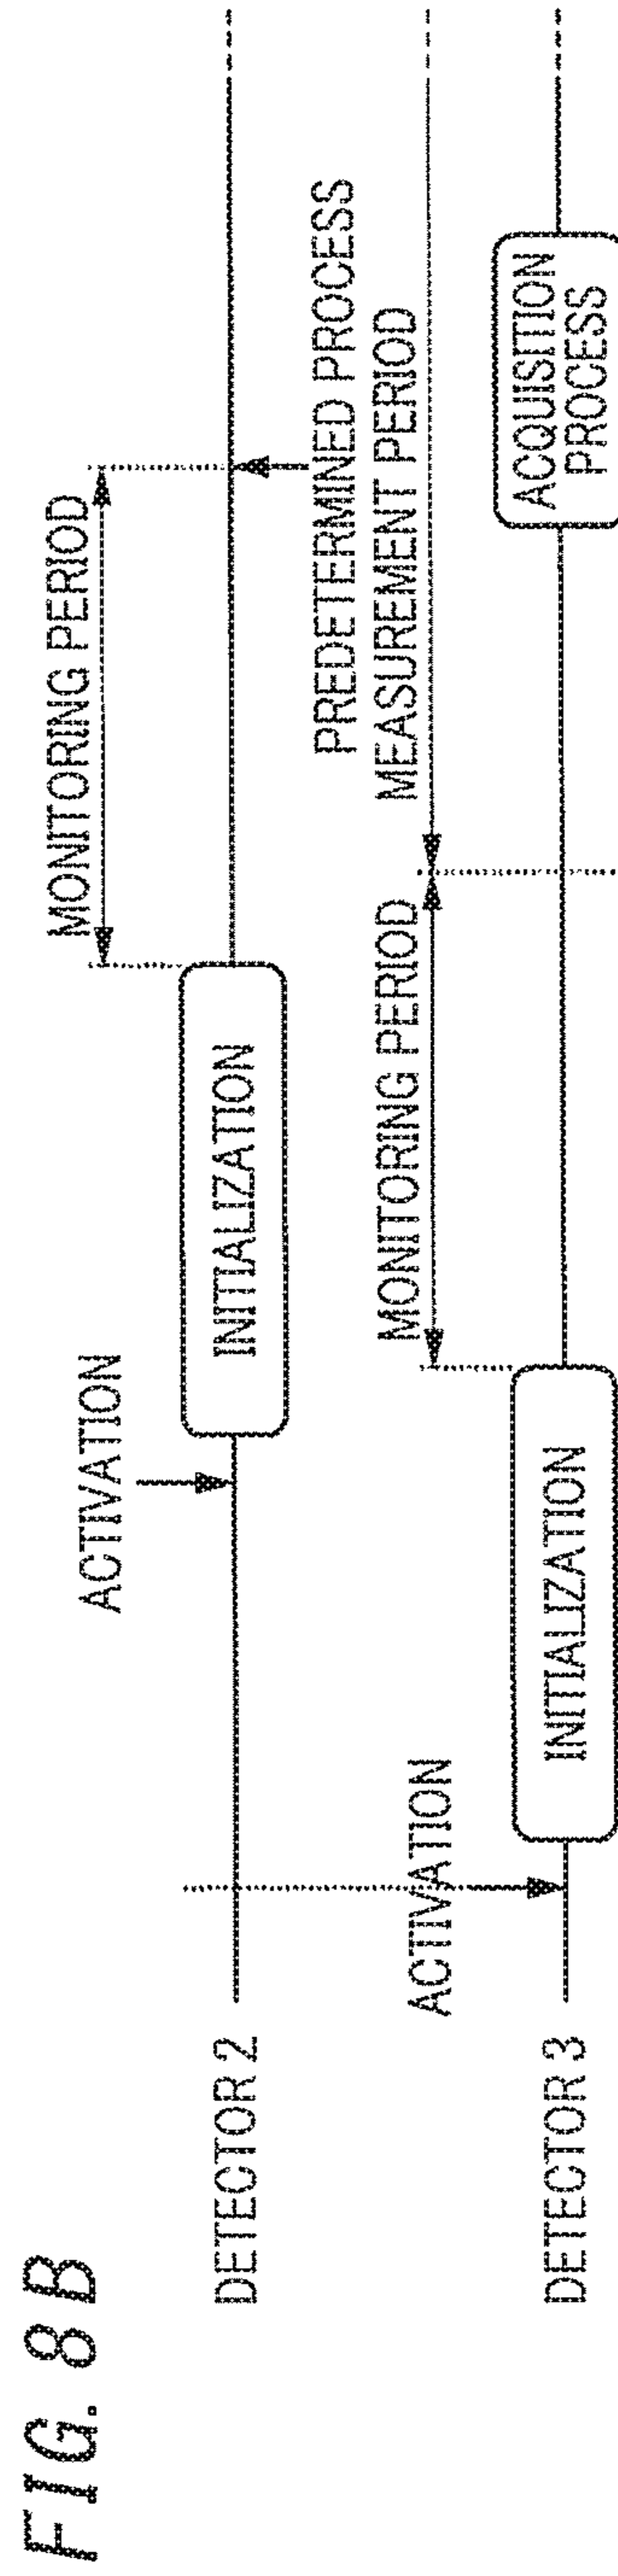 FIG. 8B
ACTIVATION
MONITORING PERIOD
DETECTOR 2
INITIALIZATION
PREDETERMINED PROCESS
ACTIVATION
MONITORING PERIOD
MEASUREMENT PERIOD
DETECTOR 3
INITIALIZATION
ACQUISITION
PROCESS